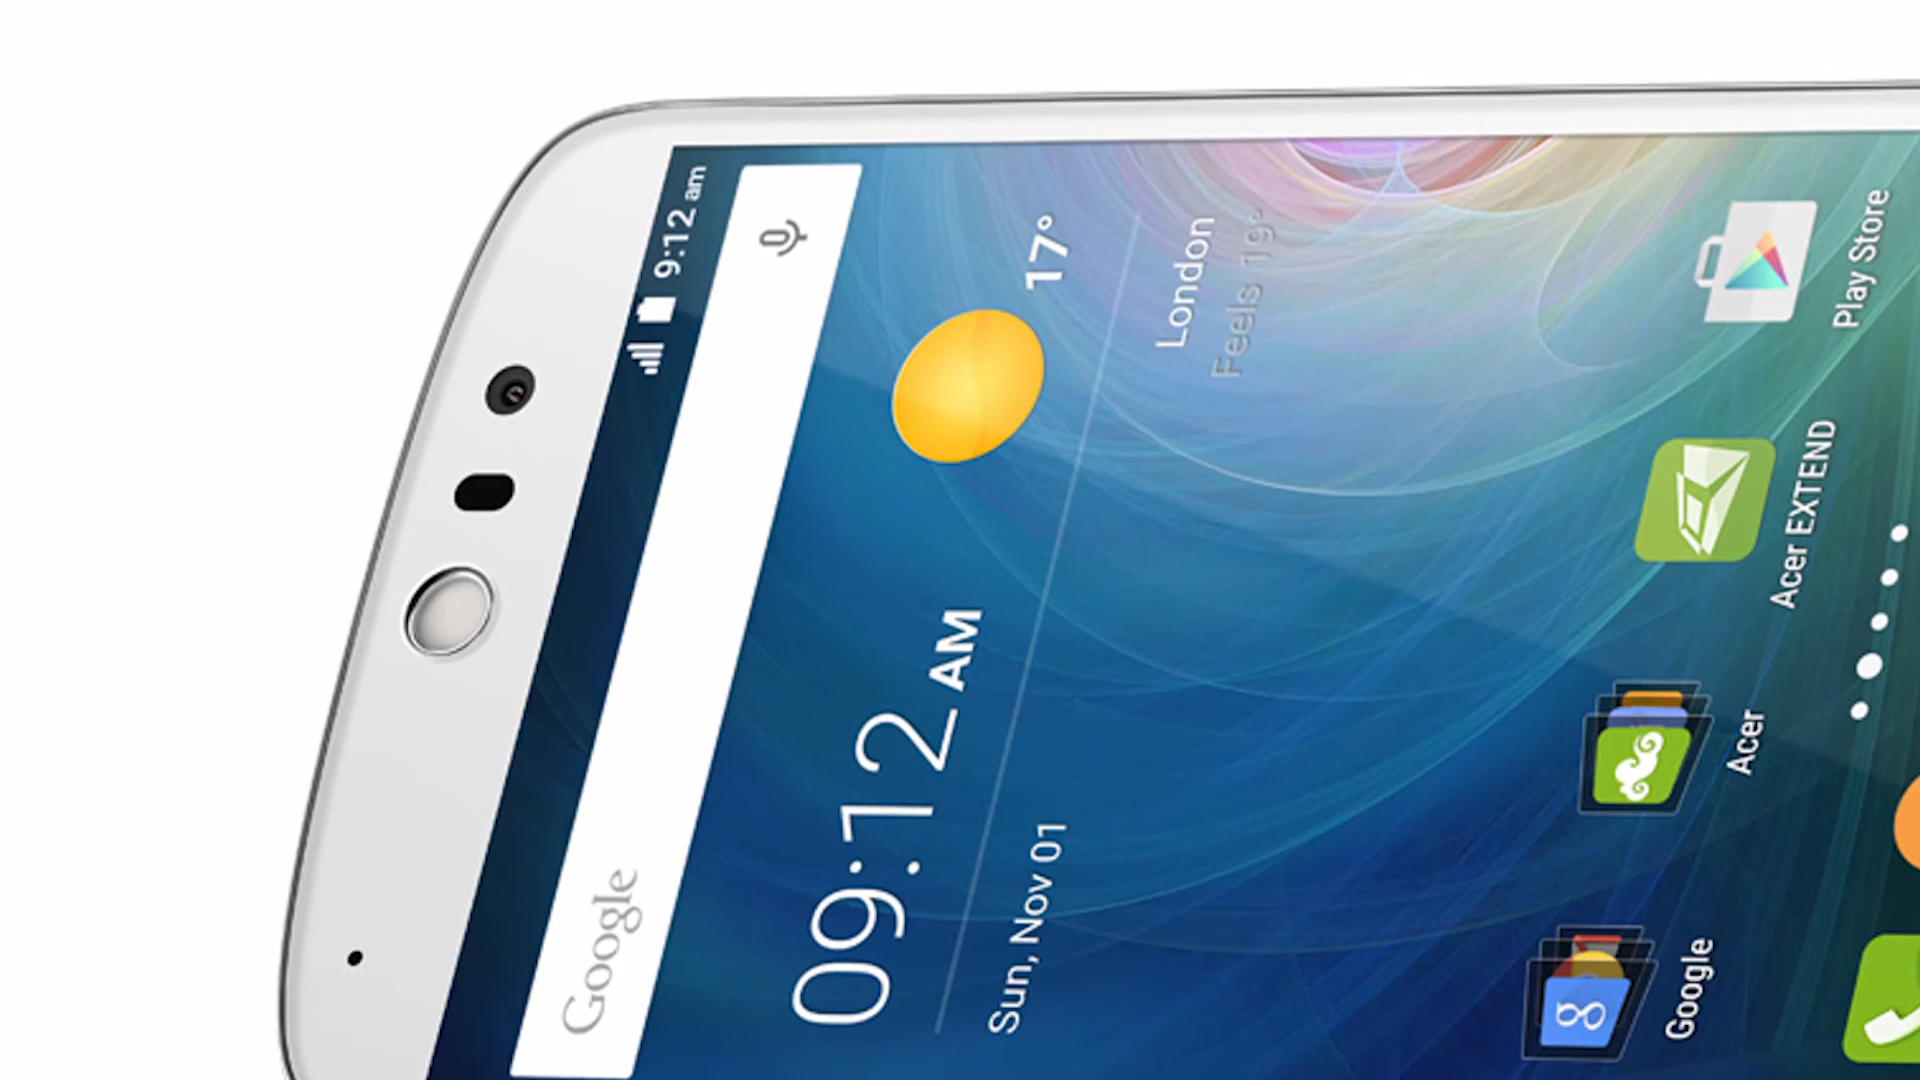 9:12 am
Google
09:12 AM
17°
Sun, Nov 01
London
Feels 19°
Google
Acer
Acer EXTEND
Play Store